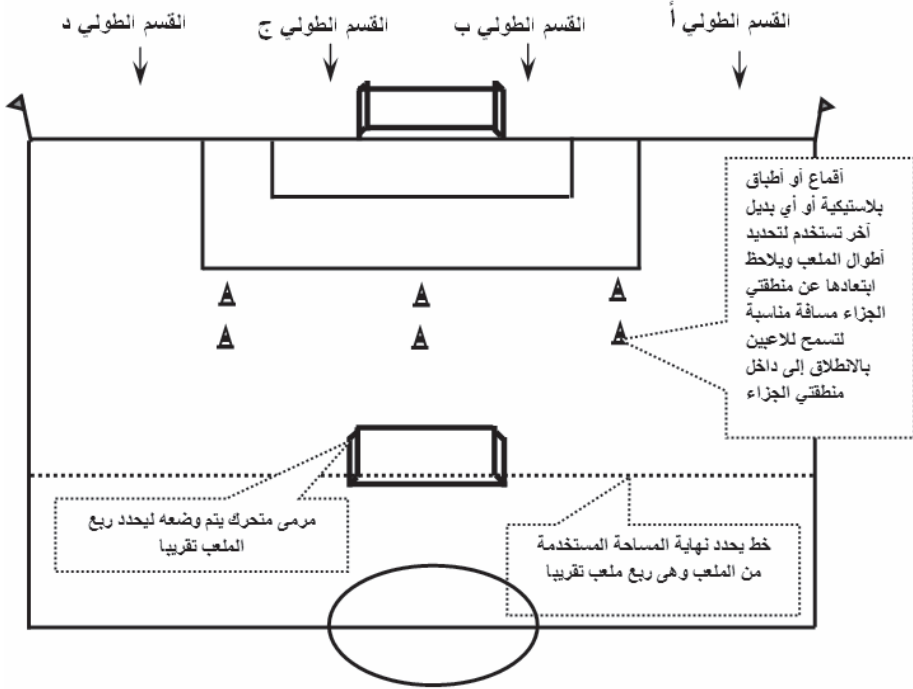 القسم الطولي أ
القسم الطولي ب
القسم الطولي ج
القسم الطولي د
أقماع أو أطباق
بلاستيكية أو أي بديل
آخر تستخدم لتحديد
أطوال الملعب ويلاحظ
ابتعادها عن منطقتي
الجزاء مسافة مناسبة
لتسمح للاعبين
بالانطلاق إلى داخل
منطقتي الجزاء
مرمى متحرك يتم وضعه ليحدد ربع
الملعب تقريبا
خط يحدد نهاية المساحة المستخدمة
من الملعب وهى ربع ملعب تقريبا